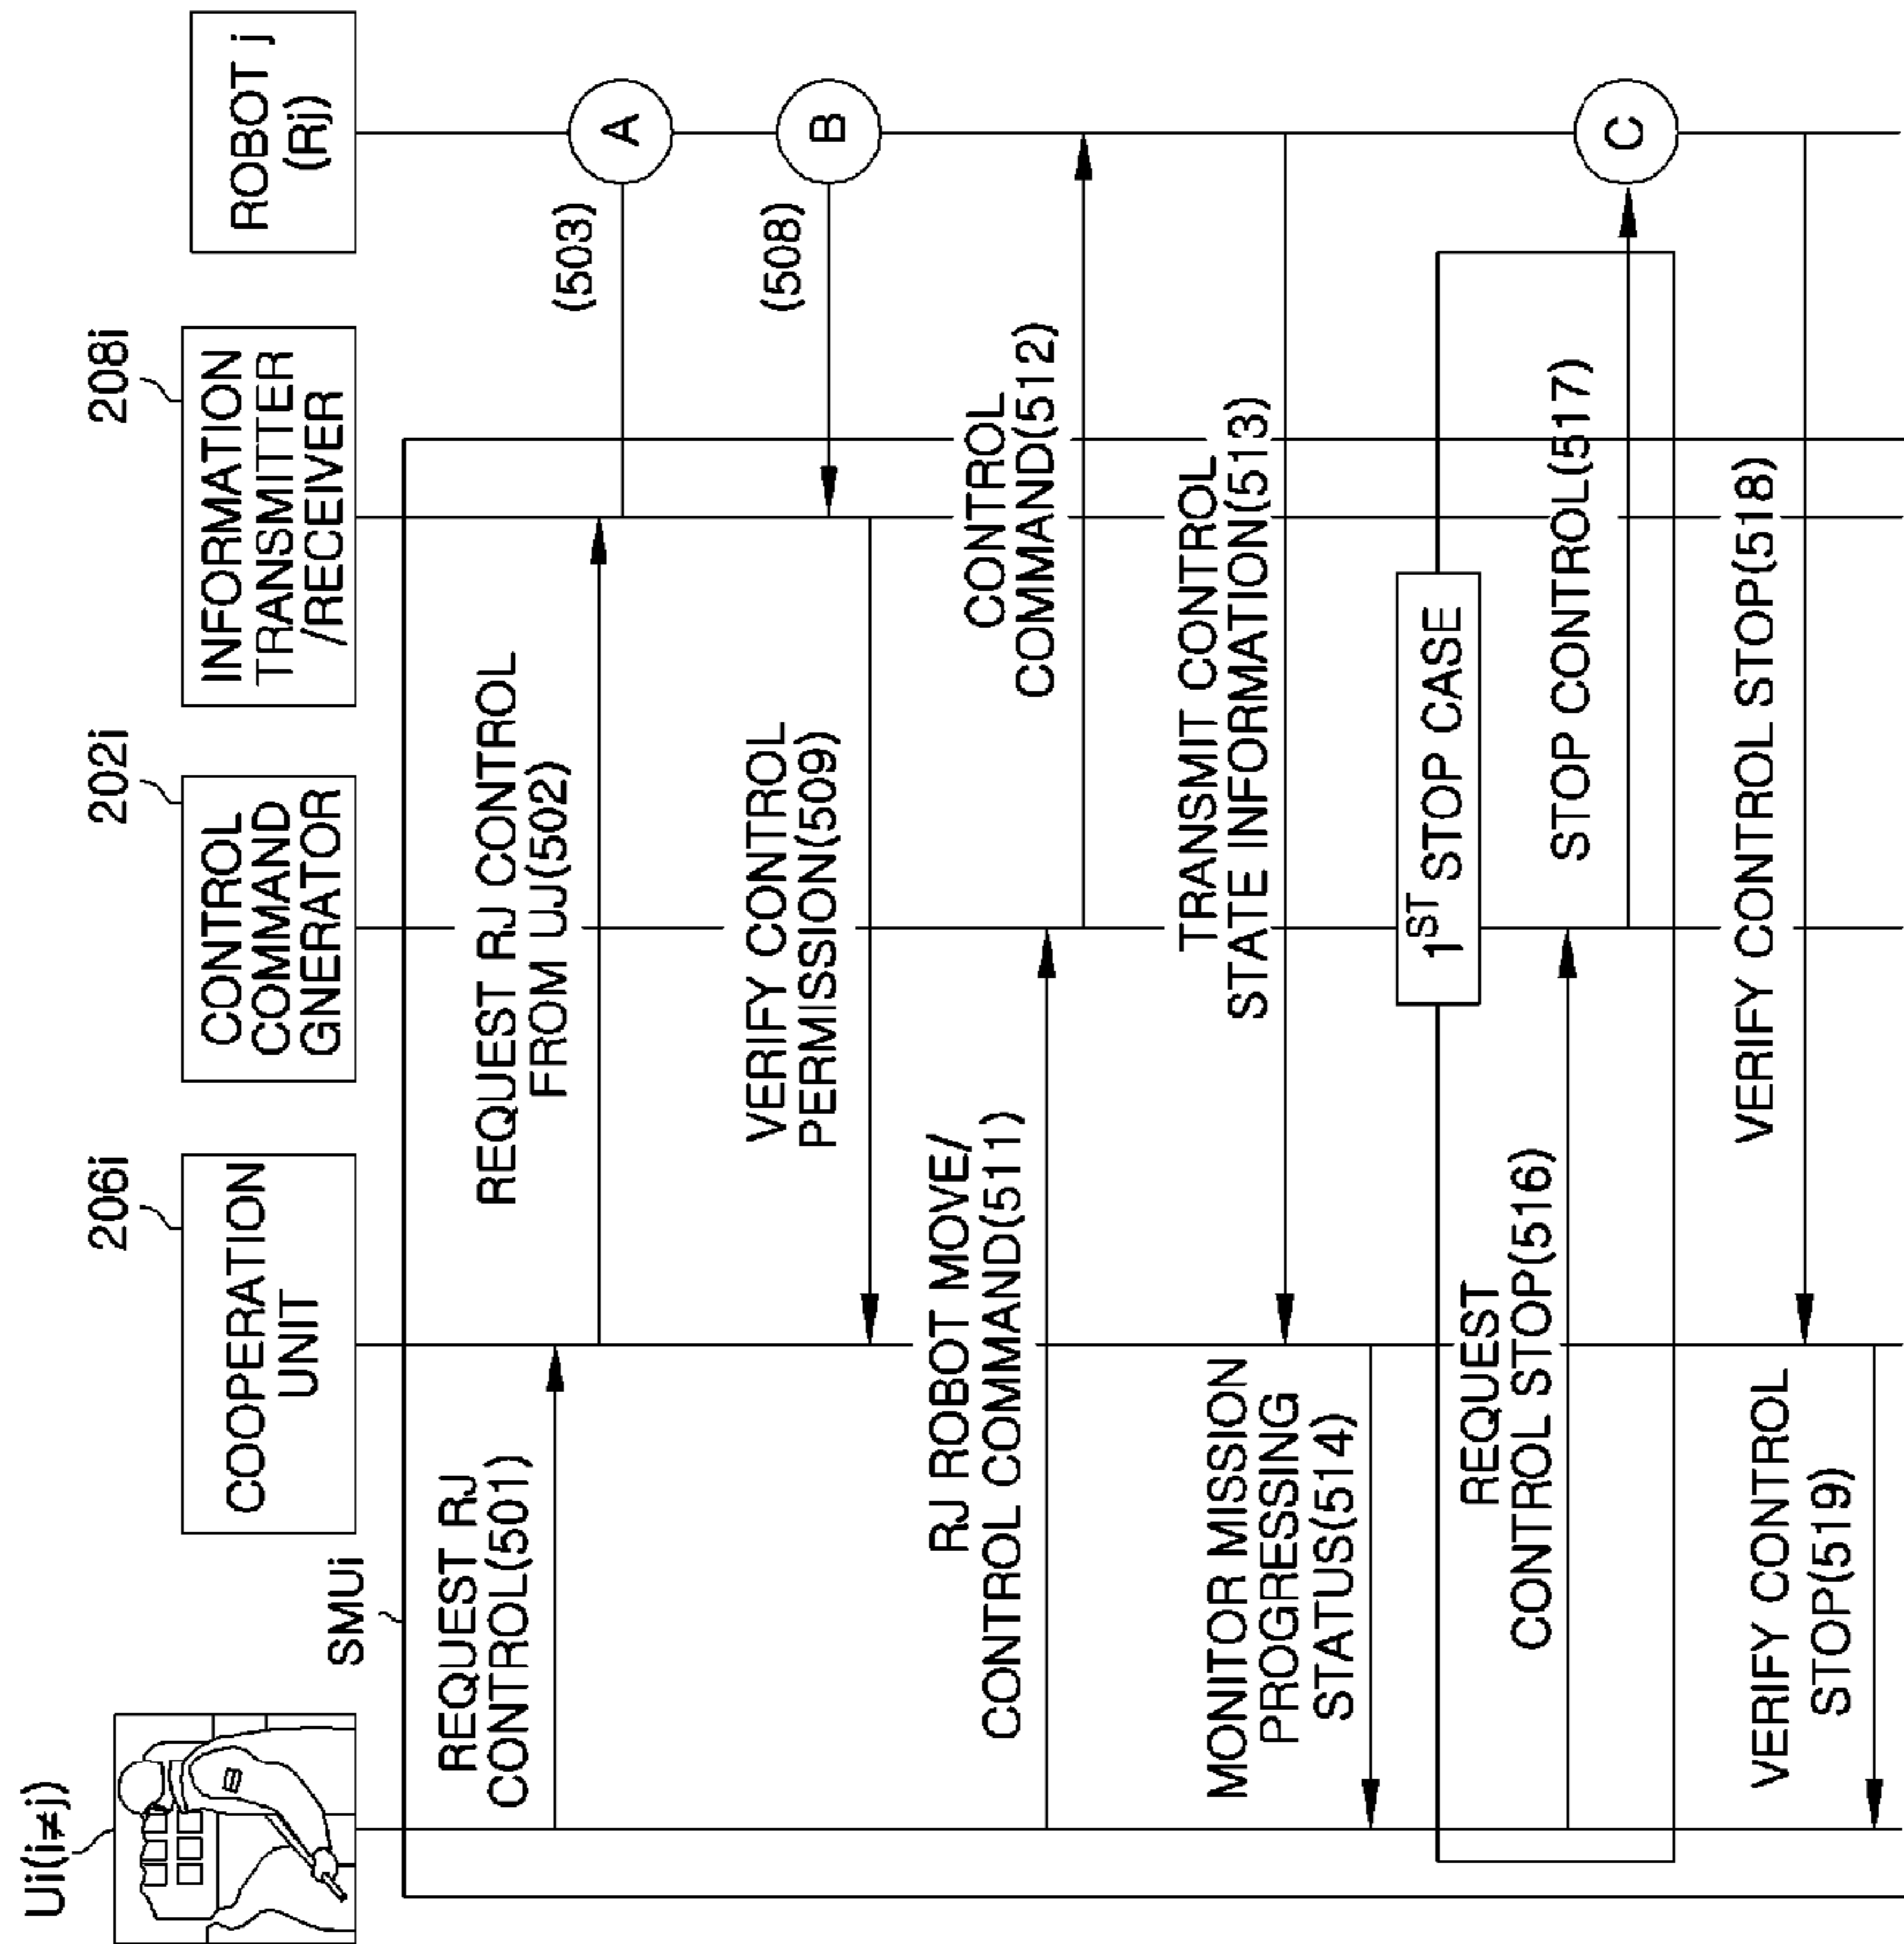 Ui(i≠j)
SMUi
206i
202i
208i
COOPERATION
UNIT
CONTROL
COMMAND
GNERATOR
INFORMATION
TRANSMITTER
/RECEIVER
ROBOT j
(Rj)
REQUEST RJ
CONTROL(501)
REQUEST RJ CONTROL
FROM UJ(502)
(503)
A
(508)
B
VERIFY CONTROL
PERMISSION(509)
RJ ROBOT MOVE/
CONTROL COMMAND(511)
CONTROL
COMMAND(512)
TRANSMIT CONTROL
STATE INFORMATION(513)
MONITOR MISSION
PROGRESSING
STATUS(514)
1ST STOP CASE
REQUEST
CONTROL STOP(516)
STOP CONTROL(517)
C
VERIFY CONTROL STOP(518)
VERIFY CONTROL
STOP(519)